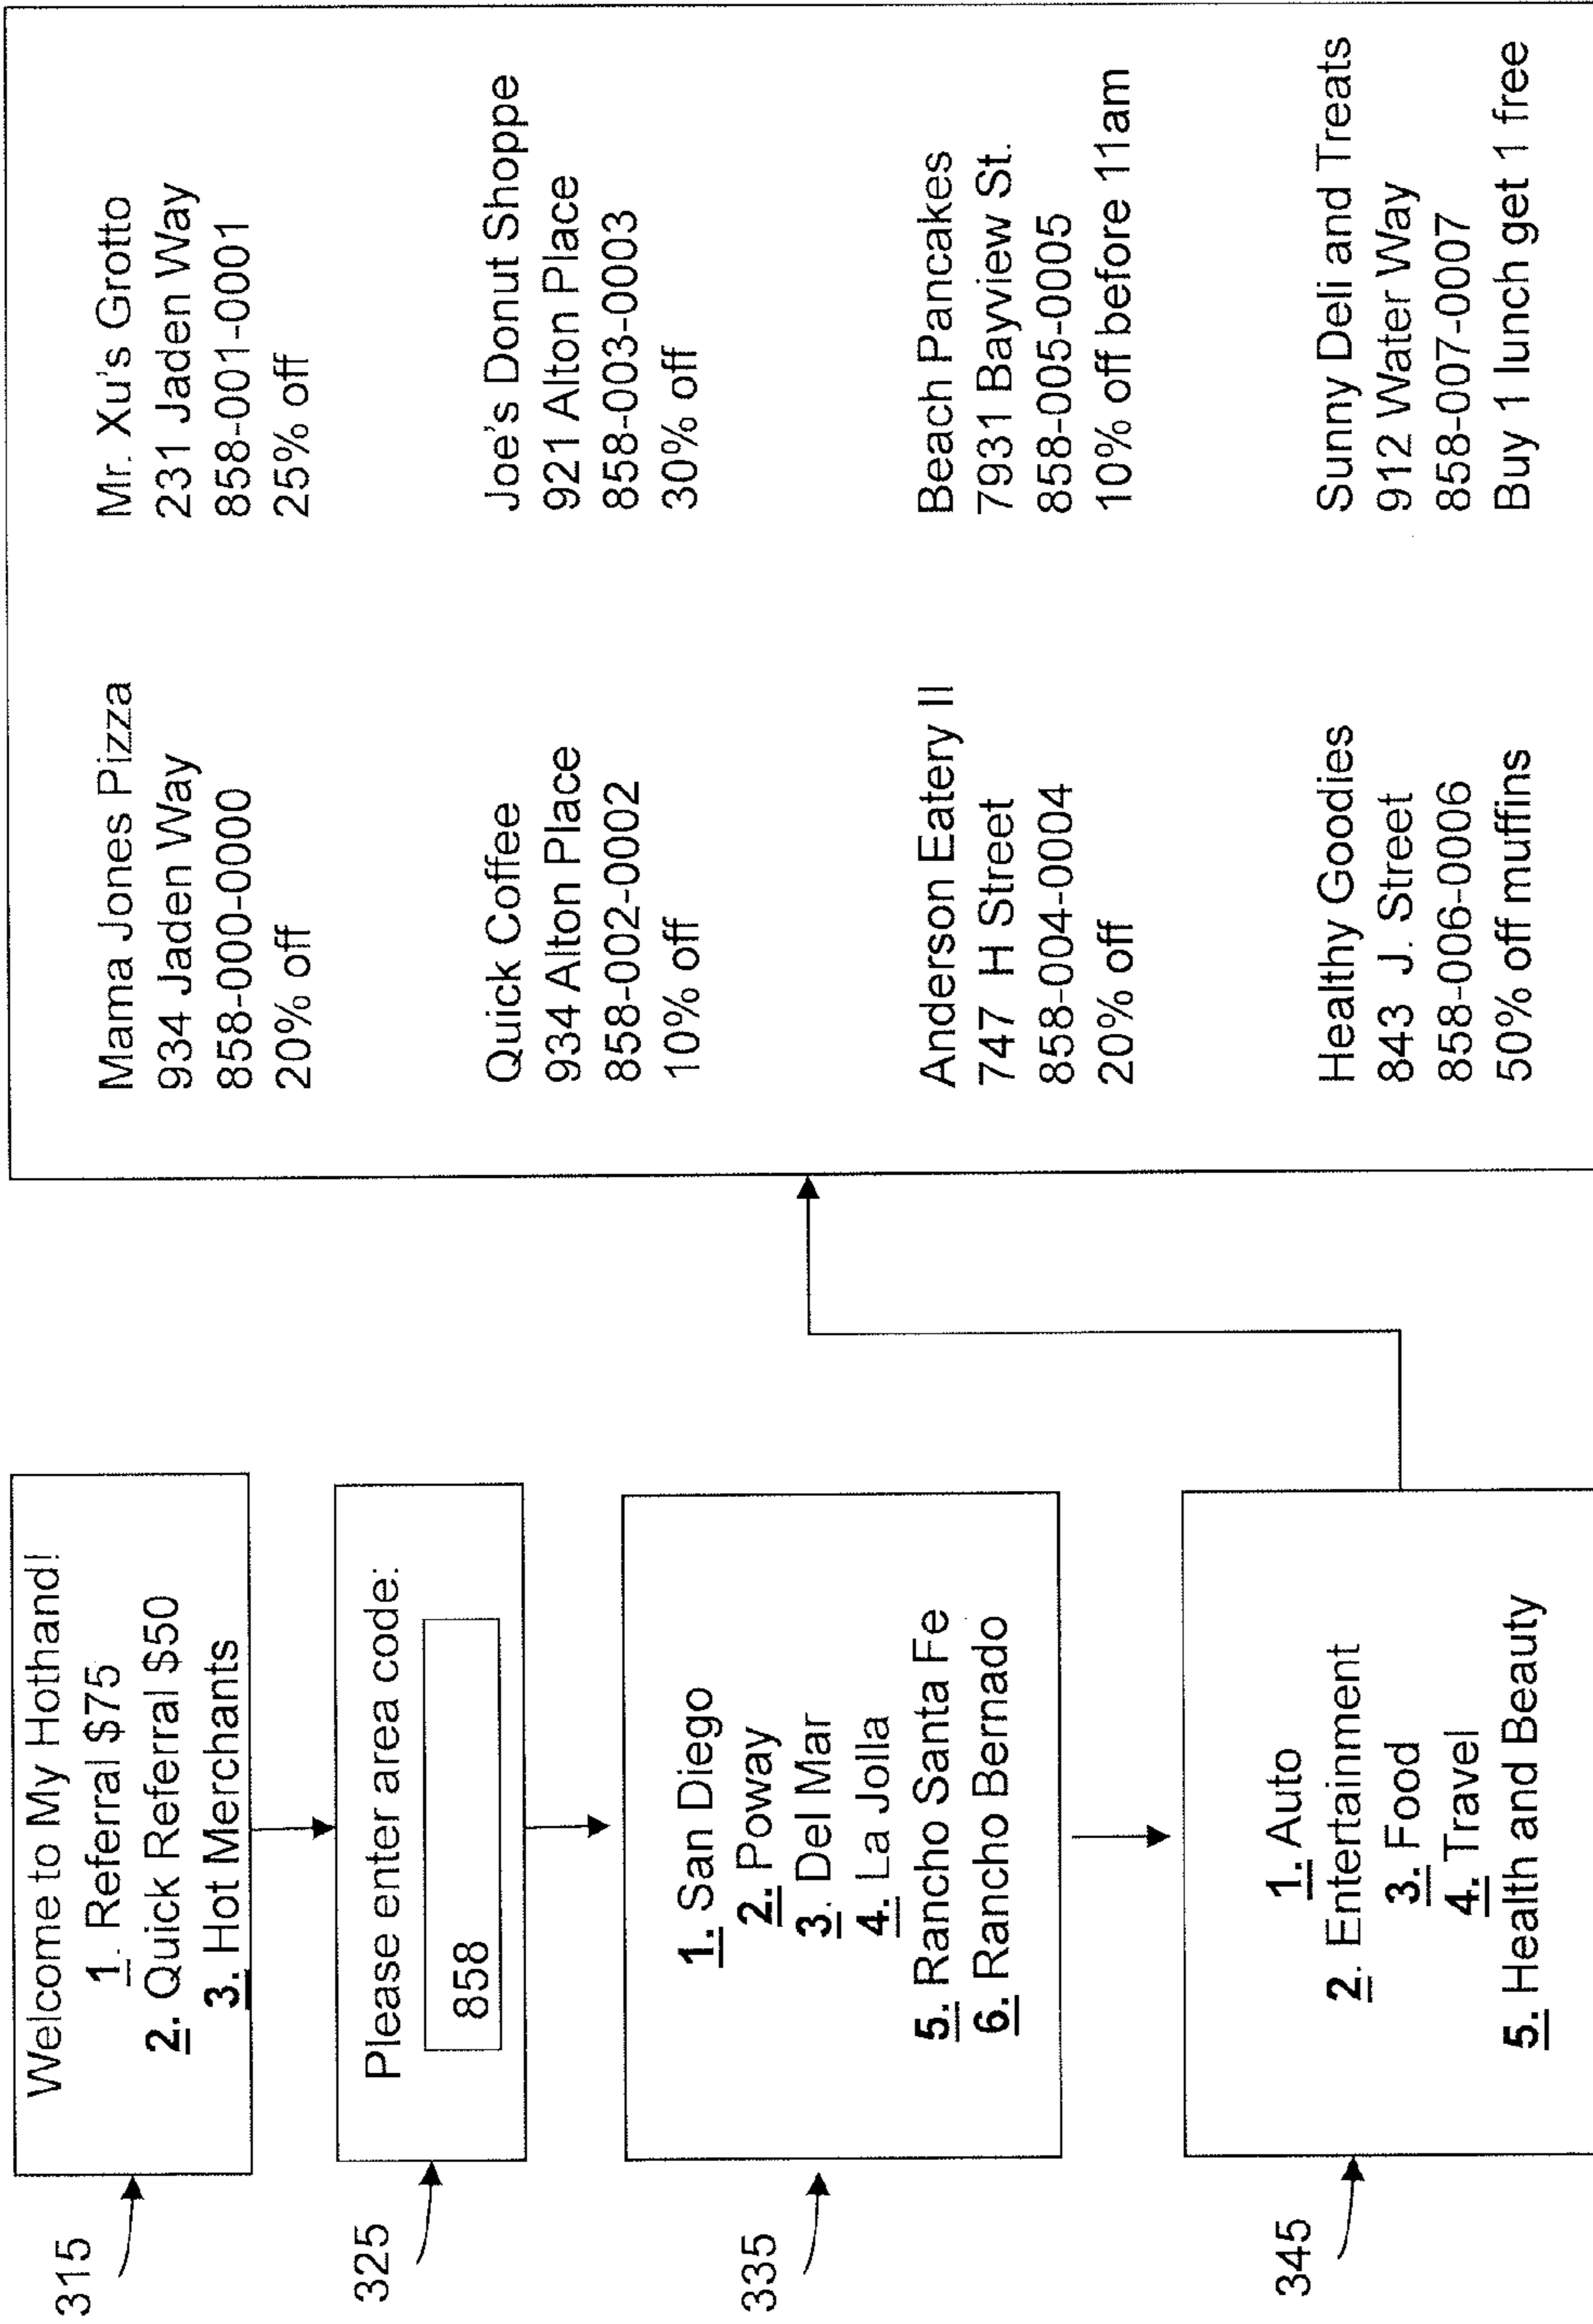 315
Welcome to My Hothand!
1. Referral $75
2. Quick Referral $50
3. Hot Merchants
325
Please enter area code:
858
335
1. San Diego
2. Poway
3. Del Mar
4. La Jolla
5. Rancho Santa Fe
6. Rancho Bernado
345
1. Auto
2. Entertainment
3. Food
4. Travel
5. Health and Beauty
Mama Jones Pizza
934 Jaden Way
858-000-0000
20% off
Mr. Xu's Grotto
231 Jaden Way
858-001-0001
25% off
Quick Coffee
934 Alton Place
858-002-0002
10% off
Joe's Donut Shoppe
921 Alton Place
858-003-0003
30% off
Anderson Eatery II
747 H Street
858-004-0004
20% off
Beach Pancakes
7931 Bayview St.
858-005-0005
10% off before 11am
Healthy Goodies
843 J. Street
858-006-0006
50% off muffins
Sunny Deli and Treats
912 Water Way
858-007-0007
Buy 1 lunch get 1 free